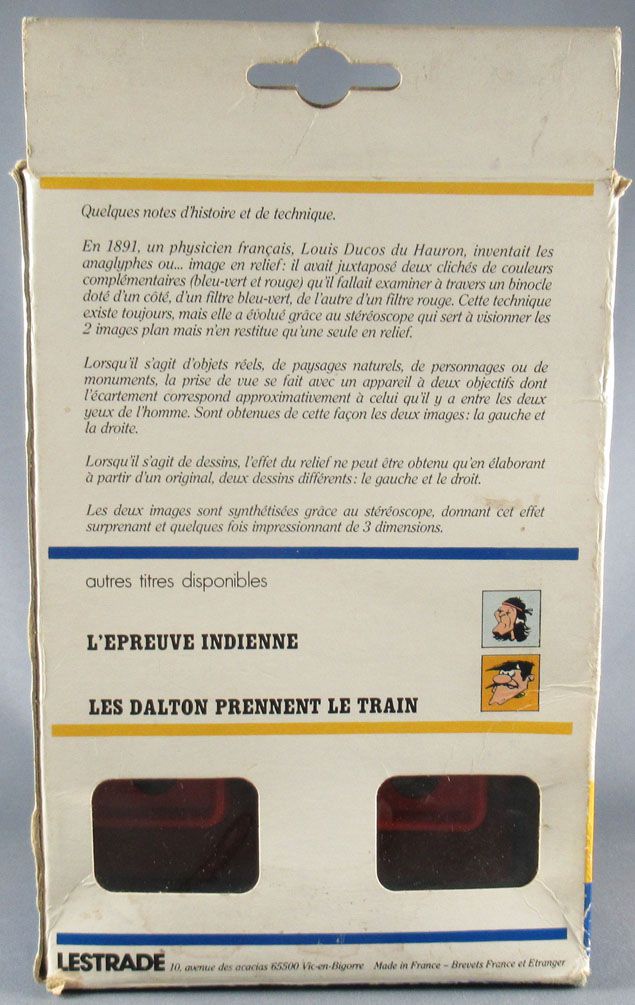 Quelques notes d'histoire et de technique.
En 1891, un physicien français, Louis Ducos du Hauron, inventait les
anaglyphes ou... image en relief : il avait juxtaposé deux clichés de couleurs
complémentaires (bleu-vert et rouge) qu'il fallait examiner à travers un binocle
doté d'un côté, d'un filtre bleu-vert, de l'autre d'un filtre rouge. Cette technique
existe toujours, mais elle a évolué grâce au stéréoscope qui sert à visionner les
2 images plan mais n'en restitue qu'une seule en relief.
Lorsqu'il s'agit d'objets réels, de paysages naturels, de personnages ou de
monuments, la prise de vue se fait avec un appareil à deux objectifs dont
l'écartement correspond approximativement à celui qu'il y a entre les deux
yeux de l'homme. Sont obtenues de cette façon les deux images : la gauche et
la droite.
Lorsqu'il s'agit de dessins, l'effet du relief ne peut être obtenu qu'en élaborant
à partir d'un original, deux dessins différents : le gauche et le droit.
Les deux images sont synthétisées grâce au stéréoscope, donnant cet effet
surprenant et quelques fois impressionnant de 3 dimensions.
autres titres disponibles
L'EPREUVE INDIENNE
LES DALTON PRENNENT LE TRAIN
LESTRADE 10, avenue des acacias 65500 Vic-en-Bigorre Made in France – Brevets France et Etranger